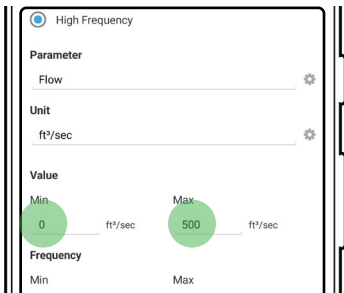 High Frequency
Parameter
Flow
Unit
ft³/sec
Value
Min Max
0 ft³/sec 500 ft³/sec
Frequency
Min Max